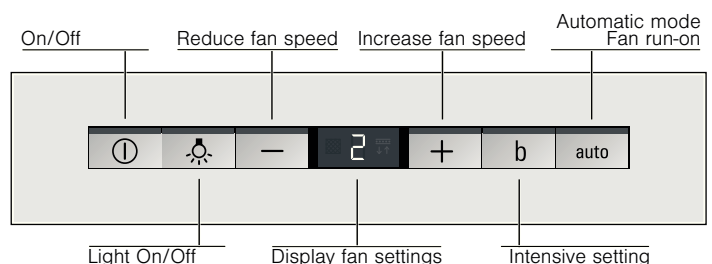 Automatic mode
On/Off Reduce fan speed Increase fan speed Fan run-on
2 b auto
Light On/Off Display fan settings Intensive setting